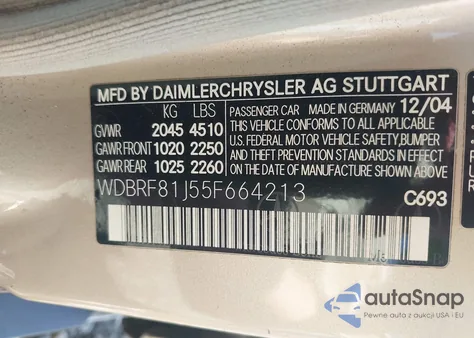 MFD BY DAIMLERCHRYSLER AG STUTTGART
KG LBS
GVWR 2045 4510
GAWR FRONT 1020 2250
GAWR REAR 1025 2260
PASSENGER CAR MADE IN GERMANY 12/04
THIS VEHICLE CONFORMS TO ALL APPLICABLE
U.S. FEDERAL MOTOR VEHICLE SAFETY,BUMPER
AND THEFT PREVENTION STANDARDS IN EFFECT
ON THE DATE OF MANUFACTURE SHOWN ABOVE
WDBRF81J55F664213
C693
autoSnap
Pewne auta z aukcji USA i EU